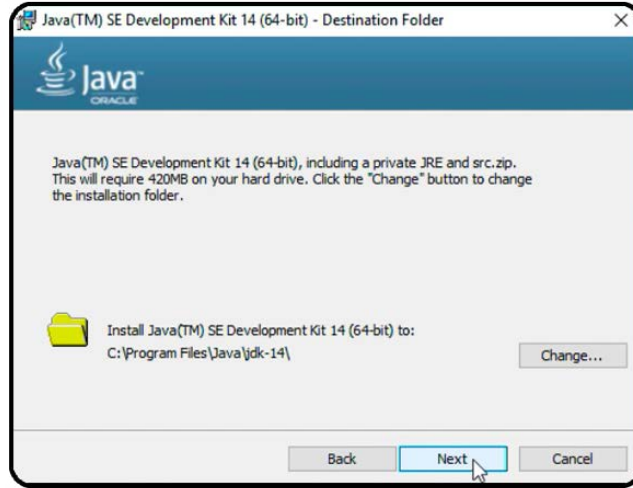 Java(TM) SE Development Kit 14 (64-bit) - Destination Folder
Java™
ORACLE
Java(TM) SE Development Kit 14 (64-bit), including a private JRE and src.zip.
This will require 420MB on your hard drive. Click the "Change" button to change
the installation folder.
Install Java(TM) SE Development Kit 14 (64-bit) to:
C:\Program Files\Java\jdk-14\
Change...
Back
Next
Cancel